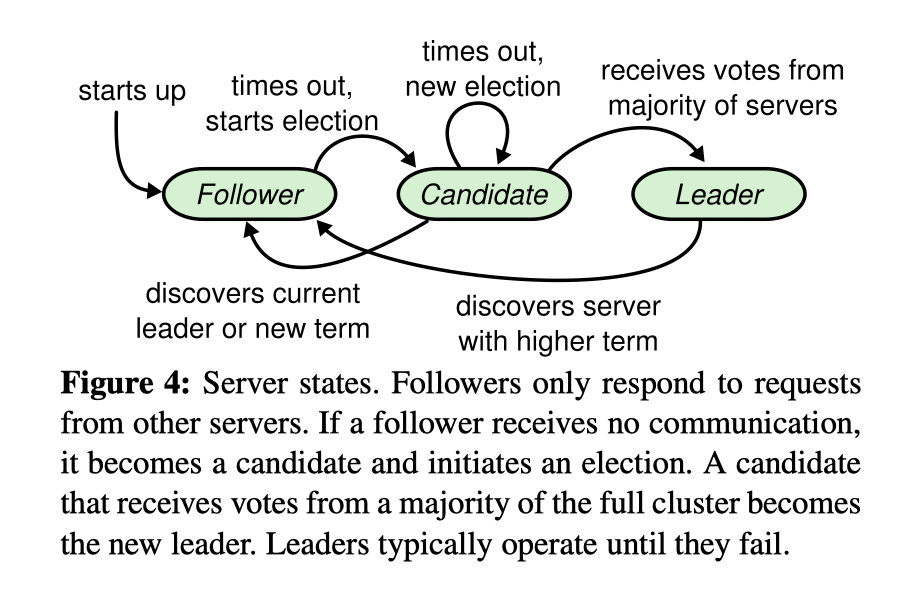 starts up
times out,
starts election
times out,
new election
receives votes from
majority of servers
Follower
Candidate
Leader
discovers current
leader or new term
discovers server
with higher term
Figure 4: Server states. Followers only respond to requests
from other servers. If a follower receives no communication,
it becomes a candidate and initiates an election. A candidate
that receives votes from a majority of the full cluster becomes
the new leader. Leaders typically operate until they fail.